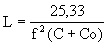 L = 25,33 / f² (C + Co)